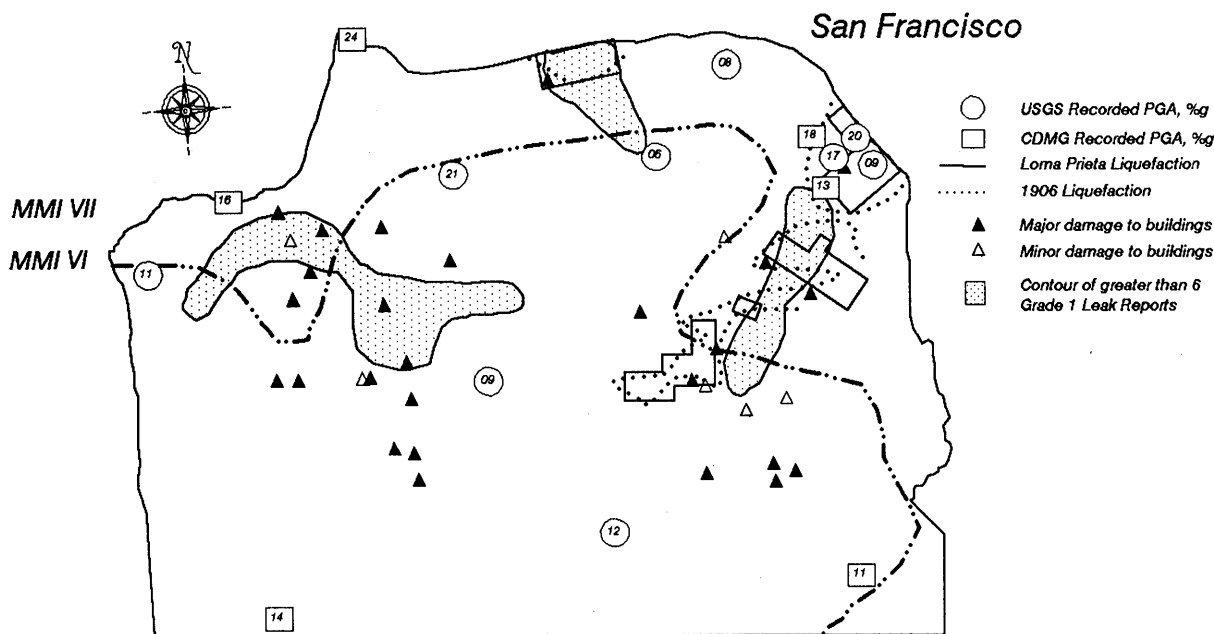 San Francisco
N
24
08
USGS Recorded PGA, %g
CDMG Recorded PGA, %g
Loma Prieta Liquefaction
1906 Liquefaction
Major damage to buildings
Minor damage to buildings
Contour of greater than 6
Grade 1 Leak Reports
18
20
17
09
06
21
13
16
MMI VII
MMI VI
11
09
12
11
14